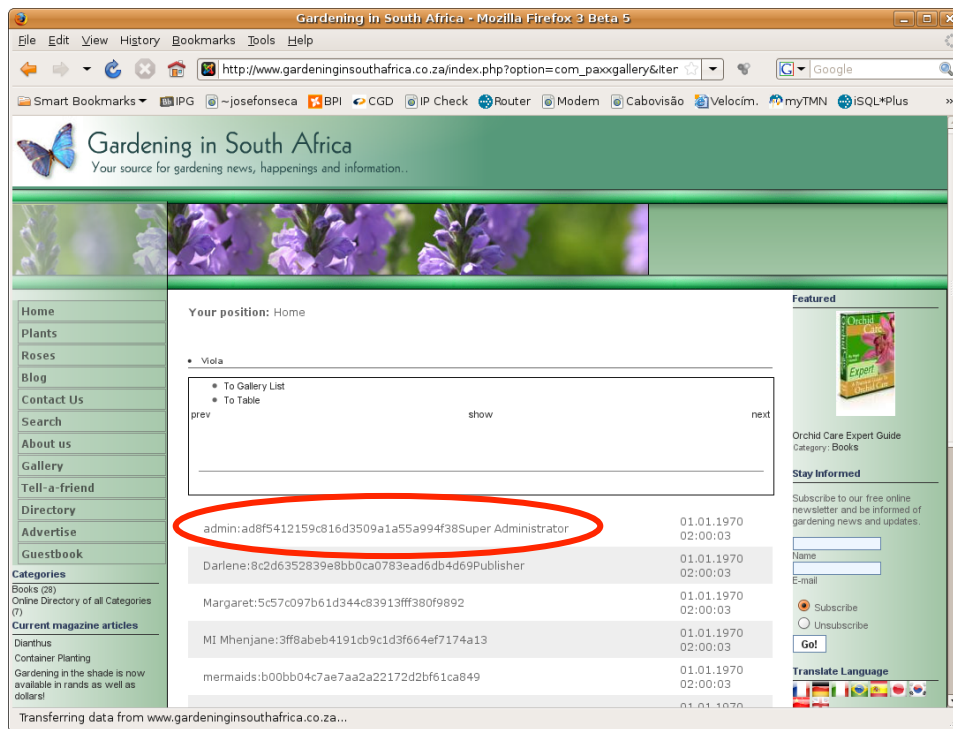 Gardening in South Africa - Mozilla Firefox 3 Beta 5
File Edit View History Bookmarks Tools Help
http://www.gardeninginsouthafrica.co.za/index.php?option=com_paxxgallery&Iter
G Google
Smart Bookmarks IPG ~josefonseca BPI CGD IP Check Router Modem Cabovisão Velocím. myTMN iSQL*Plus »
Gardening in South Africa
Your source for gardening news, happenings and information..
Home
Plants
Roses
Blog
Contact Us
Search
About us
Gallery
Tell-a-friend
Directory
Advertise
Guestbook
Categories
Books (28)
Online Directory of all Categories
(7)
Current magazine articles
Dianthus
Container Planting
Gardening in the shade is now
available in rands as well as
dollars!
Your position: Home
• Viola
To Gallery List
To Table
prev show next
admin:ad8f5412159c816d3509a1a55a994f38Super Administrator 01.01.1970
02:00:03
Darlene:8c2d6352839e8bb0ca0783ead6db4d69Publisher 01.01.1970
02:00:03
Margaret:5c57c097b61d344c83913fff380f9892 01.01.1970
02:00:03
MI Mhenjane:3ff8abeb4191cb9c1d3f664ef7174a13 01.01.1970
02:00:03
mermaids:b00bb04c7ae7aa2a22172d2bf61ca849 01.01.1970
02:00:03
01.01.1970
Featured
Orchid
Care
Expert
Orchid Care Expert Guide
Category: Books
Stay Informed
Subscribe to our free online
newsletter and be informed of
gardening news and updates.
Name
E-mail
Subscribe
Unsubscribe
Go!
Translate Language
Transferring data from www.gardeninginsouthafrica.co.za...